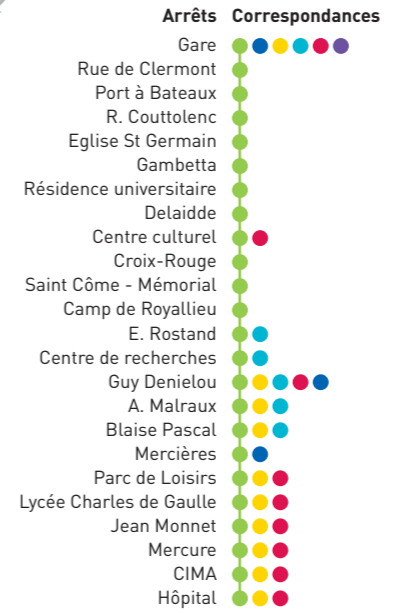 Arrêts Correspondances
Gare
Rue de Clermont
Port à Bateaux
R. Couttolenc
Eglise St Germain
Gambetta
Résidence universitaire
Delaidde
Centre culturel
Croix-Rouge
Saint Côme - Mémorial
Camp de Royallieu
E. Rostand
Centre de recherches
Guy Denielou
A. Malraux
Blaise Pascal
Mercières
Parc de Loisirs
Lycée Charles de Gaulle
Jean Monnet
Mercure
CIMA
Hôpital